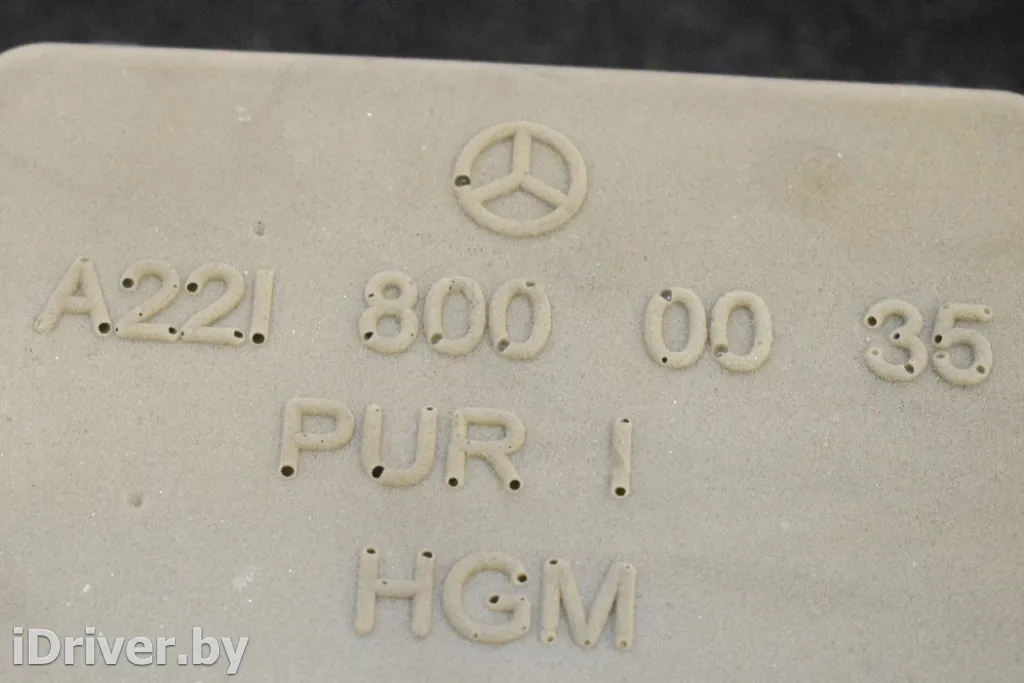 A221 800 00 35
PUR I
HGM
iDriver.by